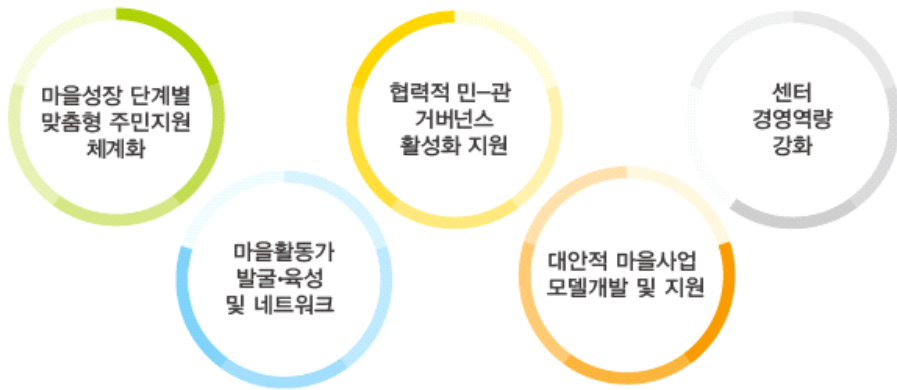 마을성장 단계별
맞춤형 주민지원
체계화
마을활동가
발굴·육성
및 네트워크
협력적 민-관
거버넌스
활성화 지원
대안적 마을사업
모델개발 및 지원
센터
경영역량
강화